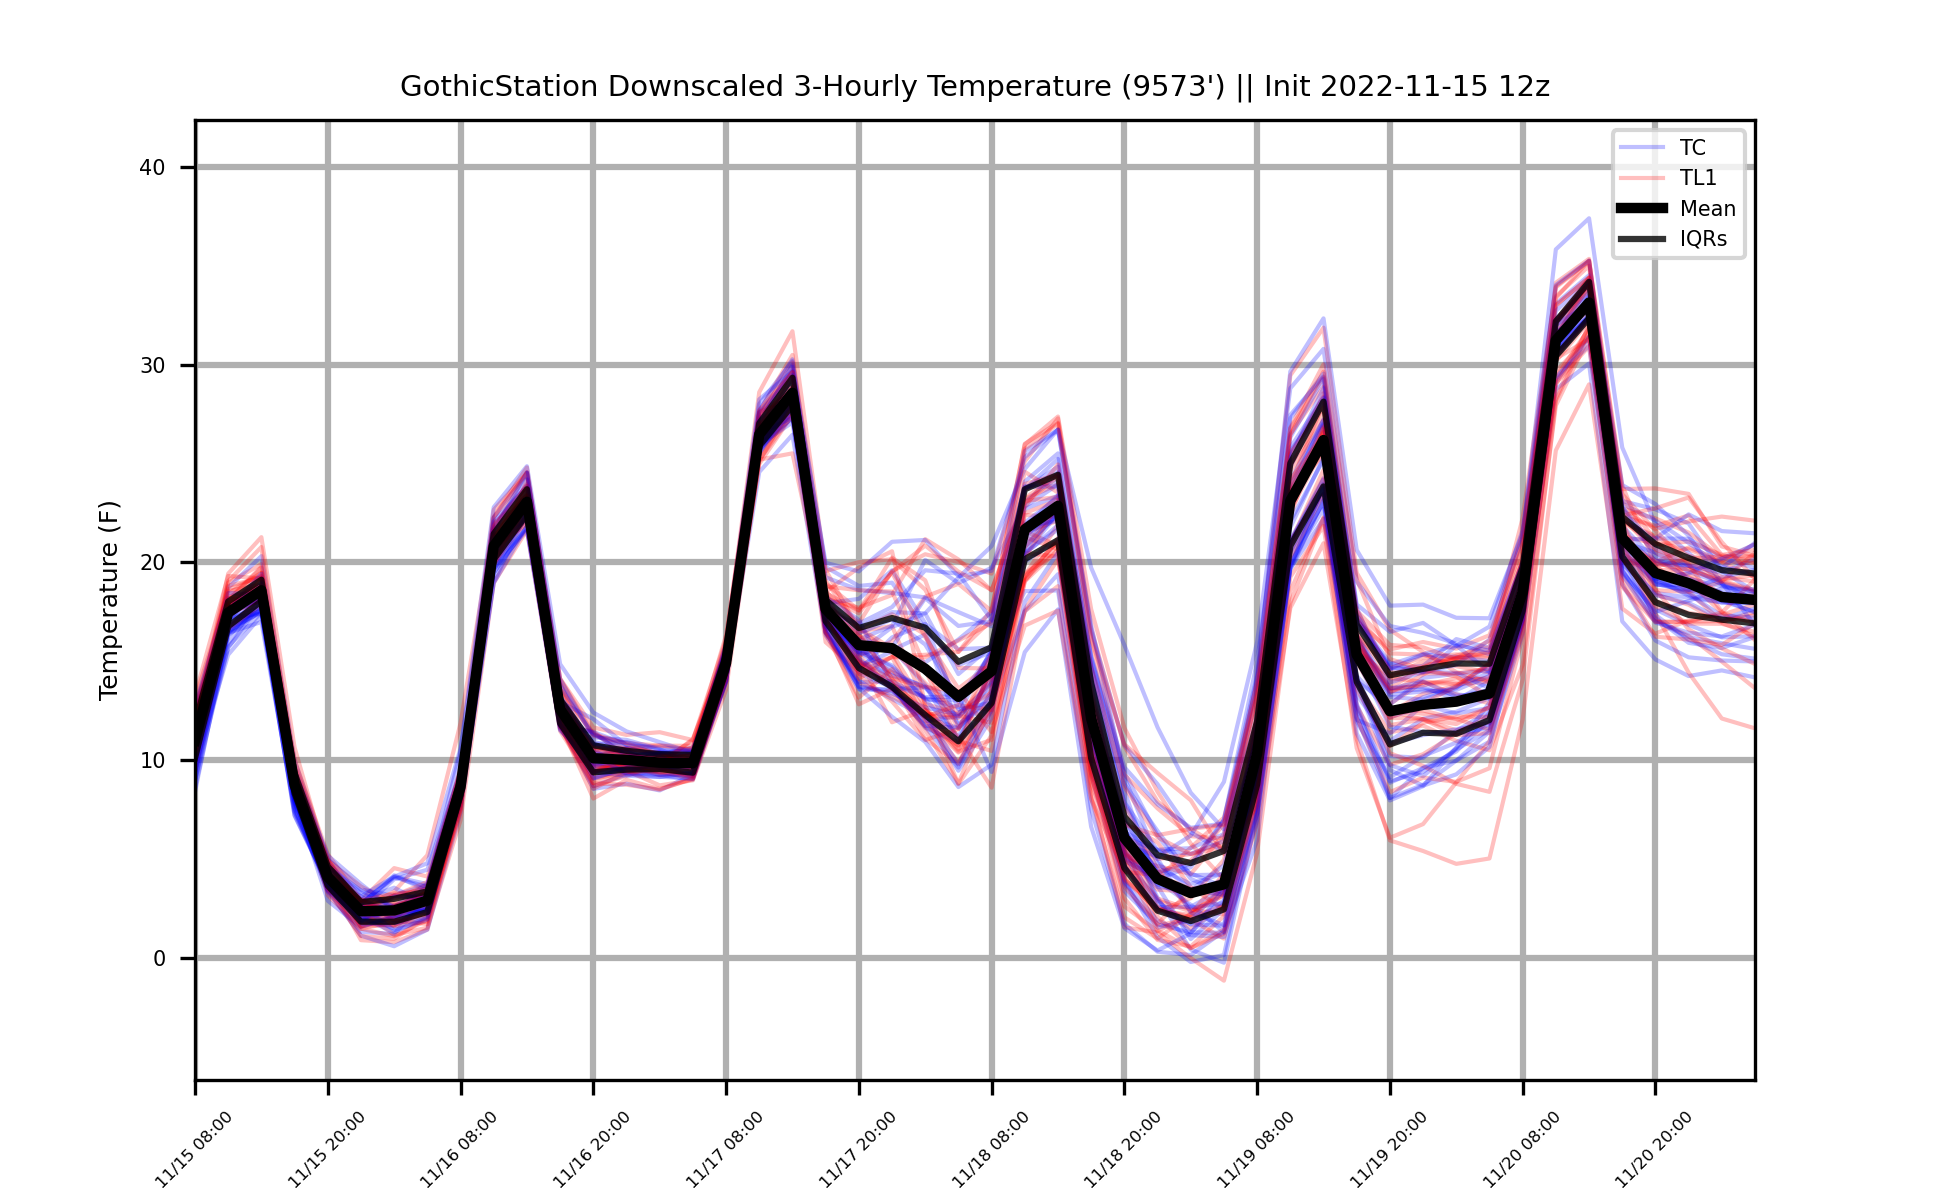 GothicStation Downscaled 3-Hourly Temperature (9573') || Init 2022-11-15 12z
TC
TL1
Mean
IQRs
Temperature (F)
40
30
20
10
0
11/15 08:00
11/15 20:00
11/16 08:00
11/16 20:00
11/17 08:00
11/17 20:00
11/18 08:00
11/18 20:00
11/19 08:00
11/19 20:00
11/20 08:00
11/20 20:00